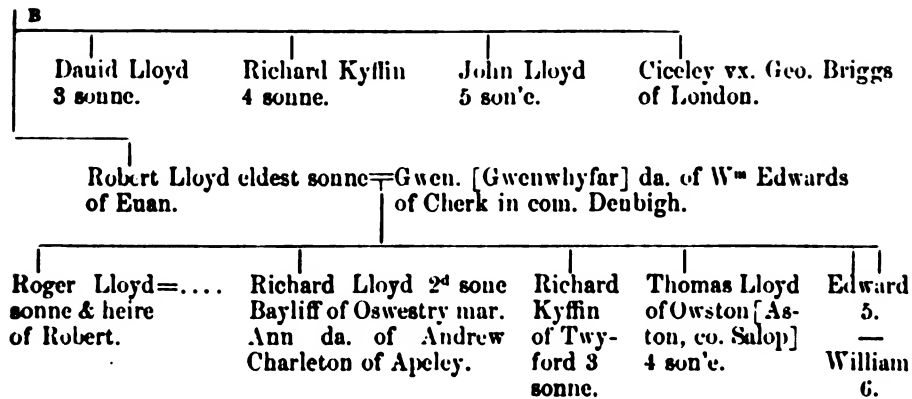 B
Dauid Lloyd
3 sonne.
Richard Kyffin
4 sonne.
John Lloyd
5 son'e.
Ciceley vx. Geo. Briggs
of London.
Robert Lloyd eldest sonne=Gwen. [Gwenwhyfar] da. of Wᵐ Edwards
of Euan.
of Cherk in com. Denbigh.
Roger Lloyd=....
sonne & heire
of Robert.
Richard Lloyd 2ᵈ sone
Bayliff of Oswestry mar.
Ann da. of Andrew
Charleton of Apeley.
Richard
Kyffin
of Twy-
ford 3
sonne.
Thomas Lloyd
of Owston [As-
ton, co. Salop]
4 son'e.
Edward
5.
—
William
6.